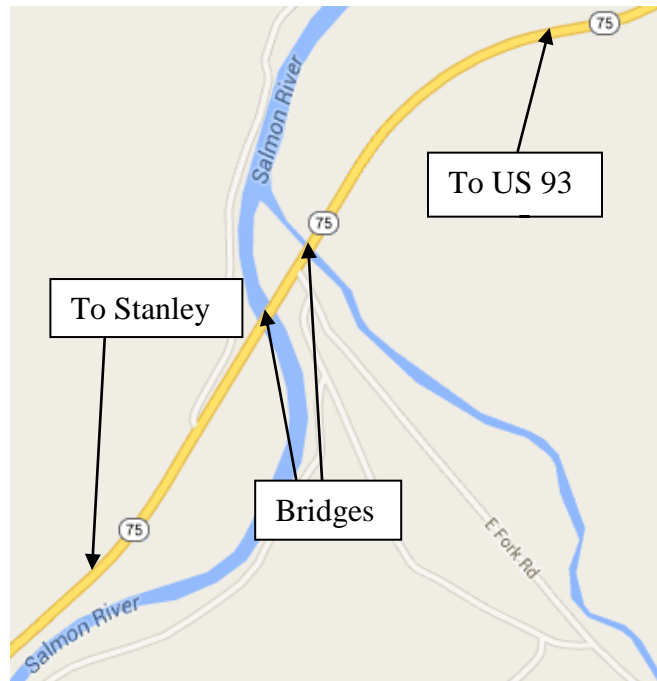 75
Salmon River
To US 93
75
To Stanley
Bridges
75
E Fork Rd
Salmon River